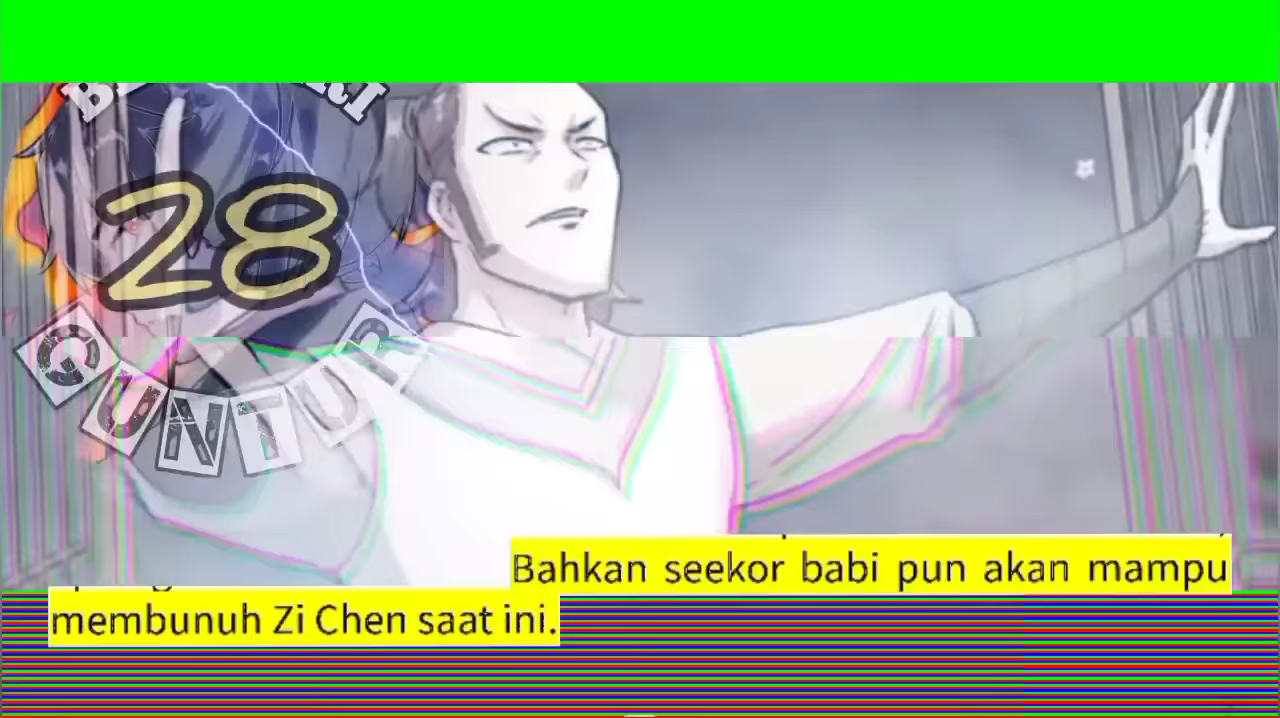 28
GUNTUR
Bahkan seekor babi pun akan mampu
membunuh Zi Chen saat ini.